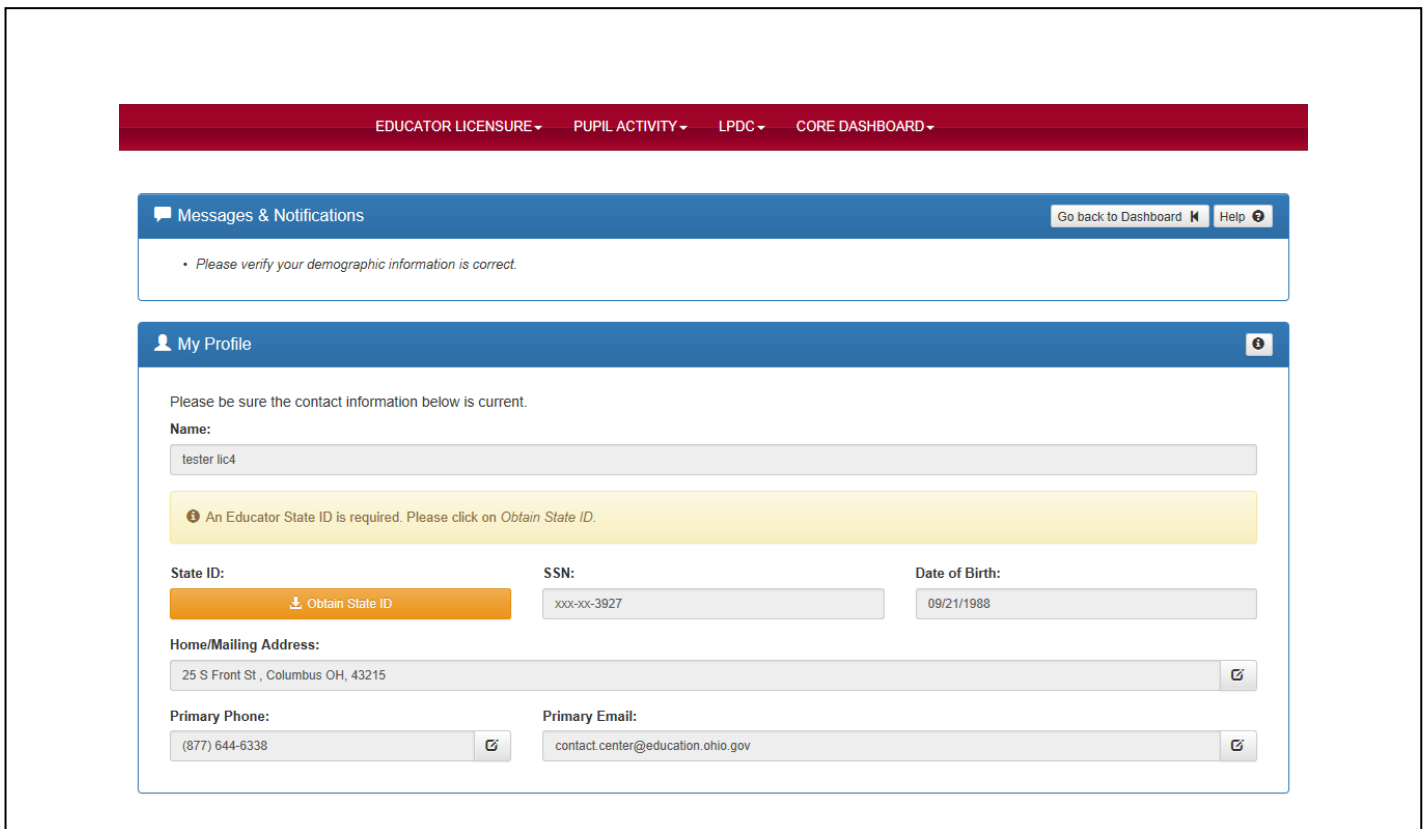 EDUCATOR LICENSURE PUPIL ACTIVITY LPDC CORE DASHBOARD
Messages & Notifications
Go back to Dashboard Help
• Please verify your demographic information is correct.
My Profile
Please be sure the contact information below is current.
Name:
tester lic4
An Educator State ID is required. Please click on Obtain State ID.
State ID: SSN: Date of Birth:
Obtain State ID xxx-xx-3927 09/21/1988
Home/Mailing Address:
25 S Front St , Columbus OH, 43215
Primary Phone: Primary Email:
(877) 644-6338 contact.center@education.ohio.gov